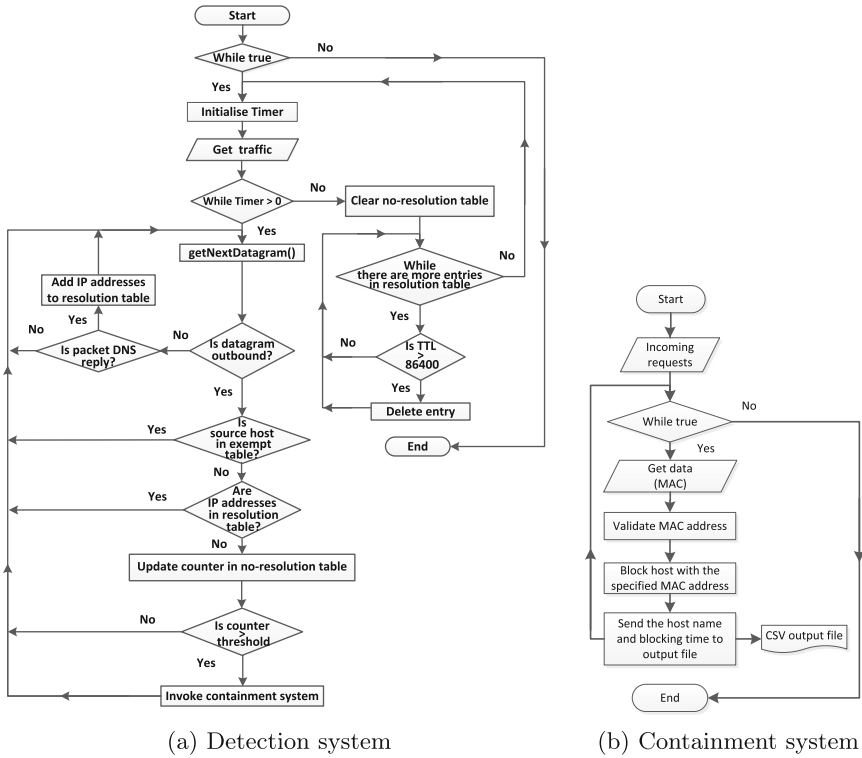 Start
While true
No
Yes
Initialise Timer
Get traffic
While Timer > 0
No
Clear no-resolution table
Yes
getNextDatagram()
While
there are more entries
in resolution table
No
Yes
Is TTL
>
86400
No
Yes
Delete entry
End
Add IP addresses
to resolution table
Yes
No
Is packet DNS
reply?
No
Is datagram
outbound?
Yes
Is
source host
in exempt
table?
Yes
No
Are
IP addresses
in resolution
table?
Yes
No
Update counter in no-resolution table
Is counter
>
threshold
No
Yes
Invoke containment system
(a) Detection system
Start
Incoming
requests
While true
No
Yes
Get data
(MAC)
Validate MAC address
Block host with the
specified MAC address
Send the host name
and blocking time to
output file
CSV output file
End
(b) Containment system